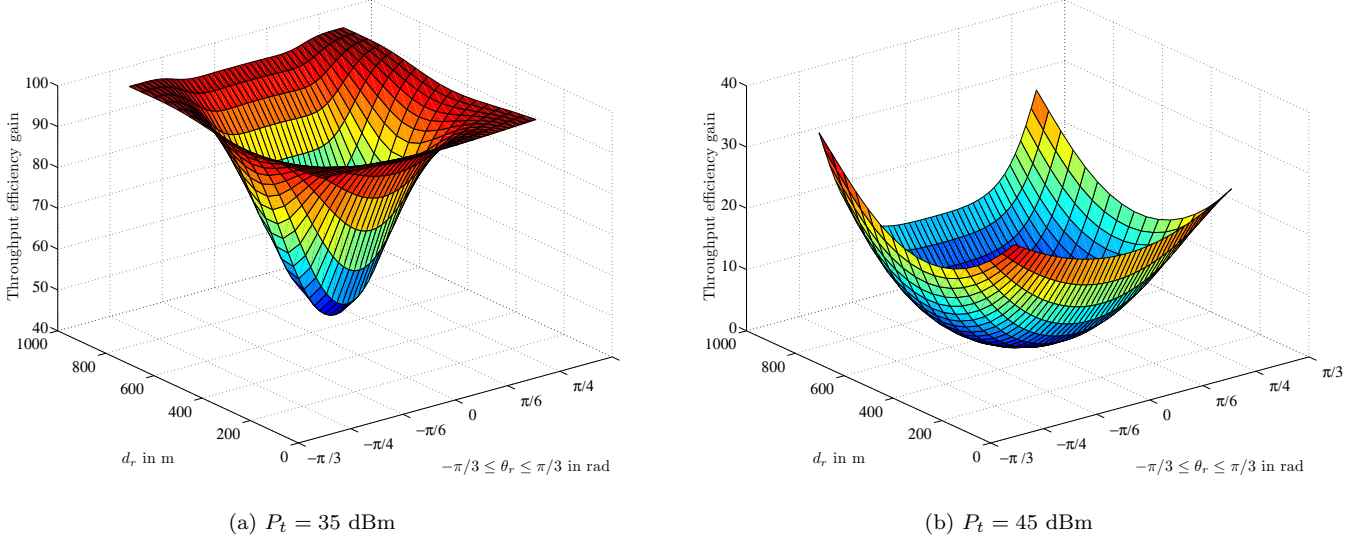 Throughput efficiency gain
100
90
80
70
60
50
40
1000
800
600
400
200
0
−π /3
−π/4
−π/6
0
π/6
π/4
d_r in m
−π/3 ≤ θ_r ≤ π/3 in rad
(a) P_t = 35 dBm
Throughput efficiency gain
40
30
20
10
0
1000
800
600
400
200
0
−π /3
−π/4
−π/6
0
π/6
π/4
π/3
d_r in m
−π/3 ≤ θ_r ≤ π/3 in rad
(b) P_t = 45 dBm